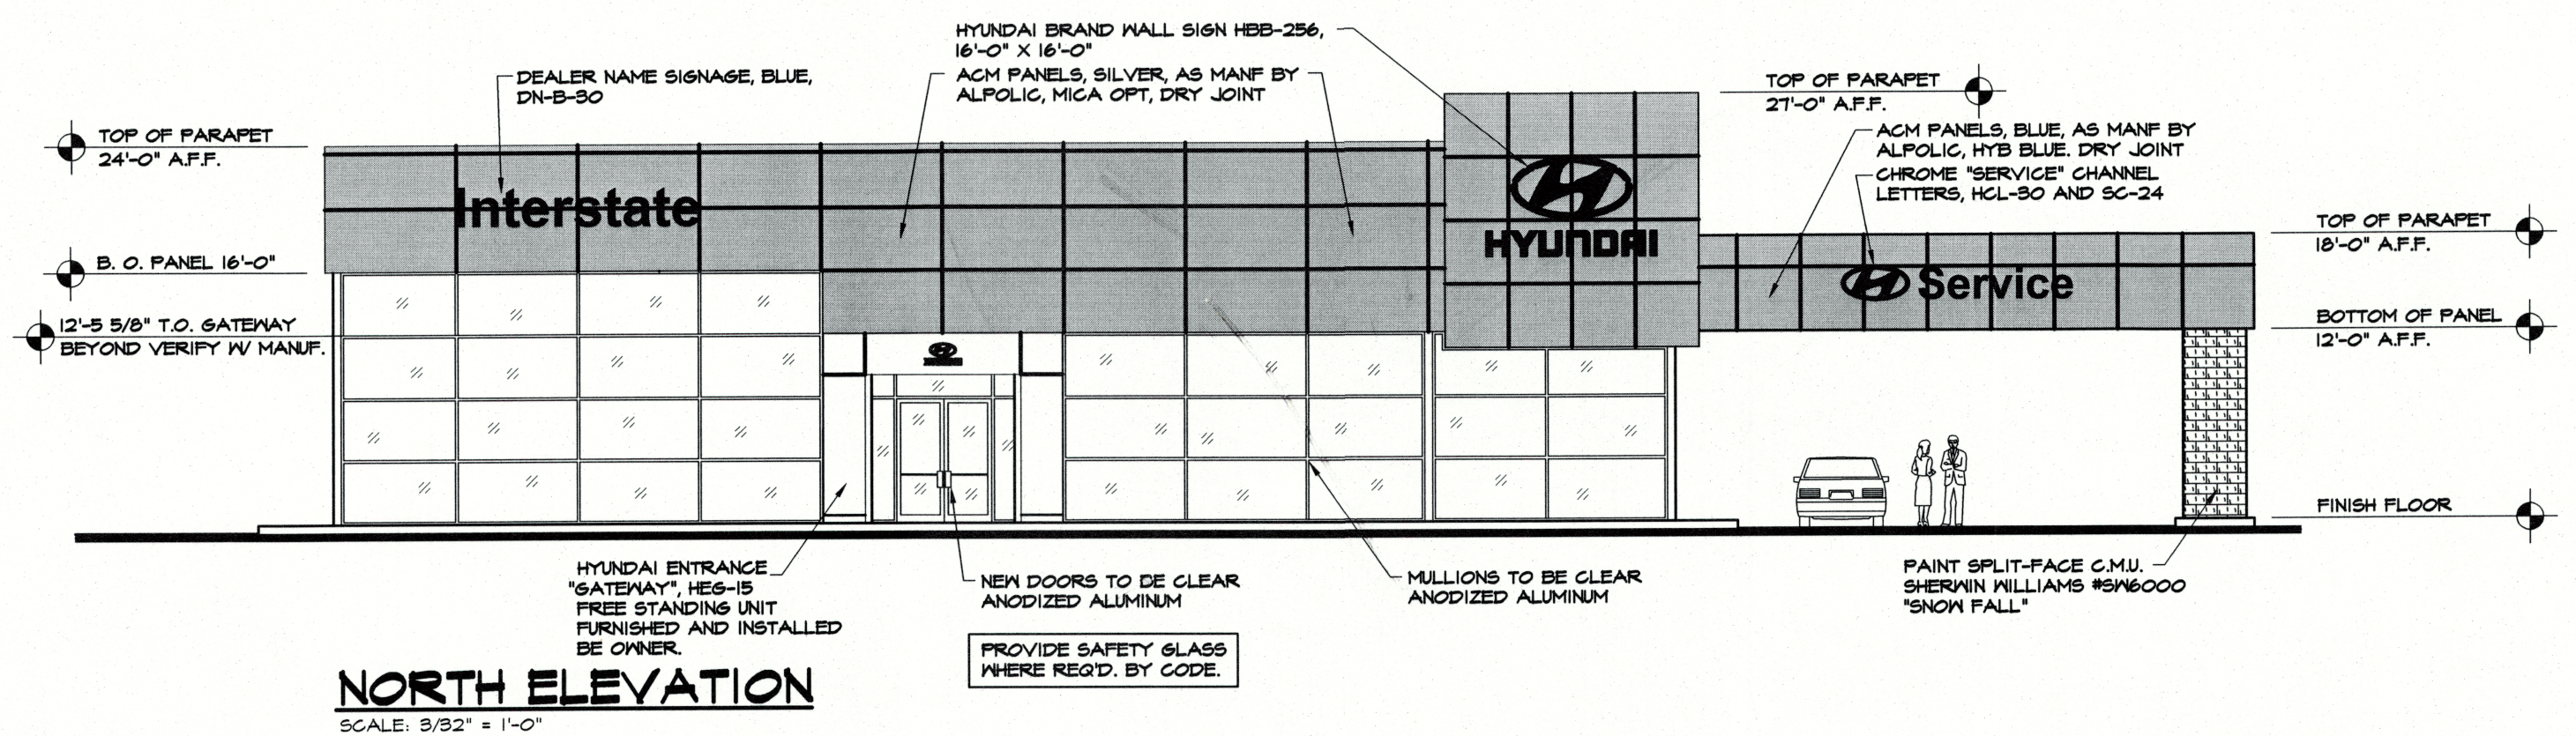 HYUNDAI BRAND WALL SIGN HBB-256,
16'-0" X 16'-0"
DEALER NAME SIGNAGE, BLUE,
DN-B-30
ACM PANELS, SILVER, AS MANF BY
ALPOLIC, MICA OPT, DRY JOINT
TOP OF PARAPET
27'-0" A.F.F.
TOP OF PARAPET
24'-0" A.F.F.
ACM PANELS, BLUE, AS MANF BY
ALPOLIC, HYB BLUE. DRY JOINT
CHROME "SERVICE" CHANNEL
LETTERS, HCL-30 AND SC-24
Interstate
HYUNDAI
TOP OF PARAPET
18'-0" A.F.F.
B. O. PANEL 16'-0"
Service
12'-5 5/8" T.O. GATEWAY
BEYOND VERIFY W/ MANUF.
BOTTOM OF PANEL
12'-0" A.F.F.
HYUNDAI
FINISH FLOOR
HYUNDAI ENTRANCE
"GATEWAY", HEG-15
FREE STANDING UNIT
FURNISHED AND INSTALLED
BE OWNER.
NEW DOORS TO BE CLEAR
ANODIZED ALUMINUM
MULLIONS TO BE CLEAR
ANODIZED ALUMINUM
PAINT SPLIT-FACE C.M.U.
SHERWIN WILLIAMS #SW6000
"SNOW FALL"
PROVIDE SAFETY GLASS
WHERE REQ'D. BY CODE.
NORTH ELEVATION
SCALE: 3/32" = 1'-0"